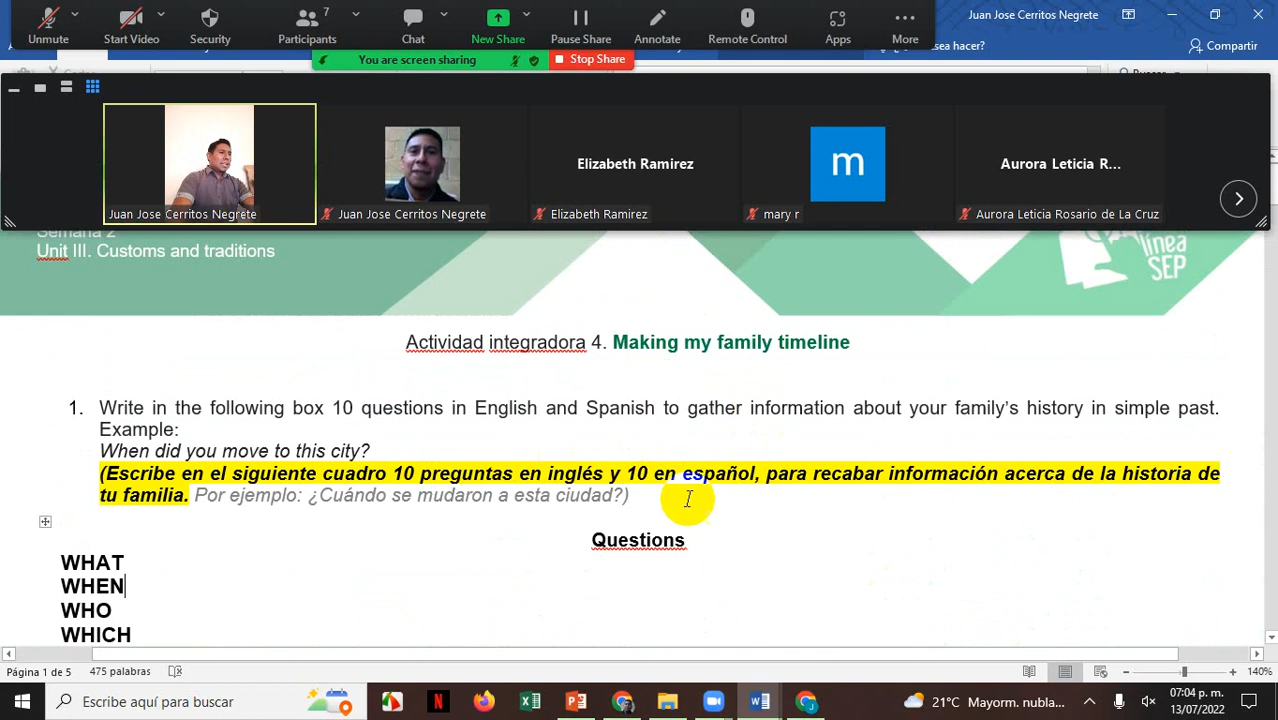 Juan Jose Cerritos Negrete
Unmute
Start Video
Security
7
Participants
Chat
New Share
Pause Share
Annotate
Remote Control
Apps
More
ea hacer?
Compartir
You are screen sharing
Stop Share
Juan Jose Cerritos Negrete
Juan Jose Cerritos Negrete
Elizabeth Ramirez
Elizabeth Ramirez
m
mary r
Aurora Leticia R...
Aurora Leticia Rosario de La Cruz
Semana 2
Unit III. Customs and traditions
línea
SEP
Actividad integradora 4. Making my family timeline
1. Write in the following box 10 questions in English and Spanish to gather information about your family's history in simple past.
Example:
When did you move to this city?
(Escribe en el siguiente cuadro 10 preguntas en inglés y 10 en español, para recabar información acerca de la historia de
tu familia. Por ejemplo: ¿Cuándo se mudaron a esta ciudad?)
Questions
WHAT
WHEN
WHO
WHICH
Página 1 de 5
475 palabras
140%
Escribe aquí para buscar
21°C Mayorm. nubla...
07:04 p. m.
13/07/2022